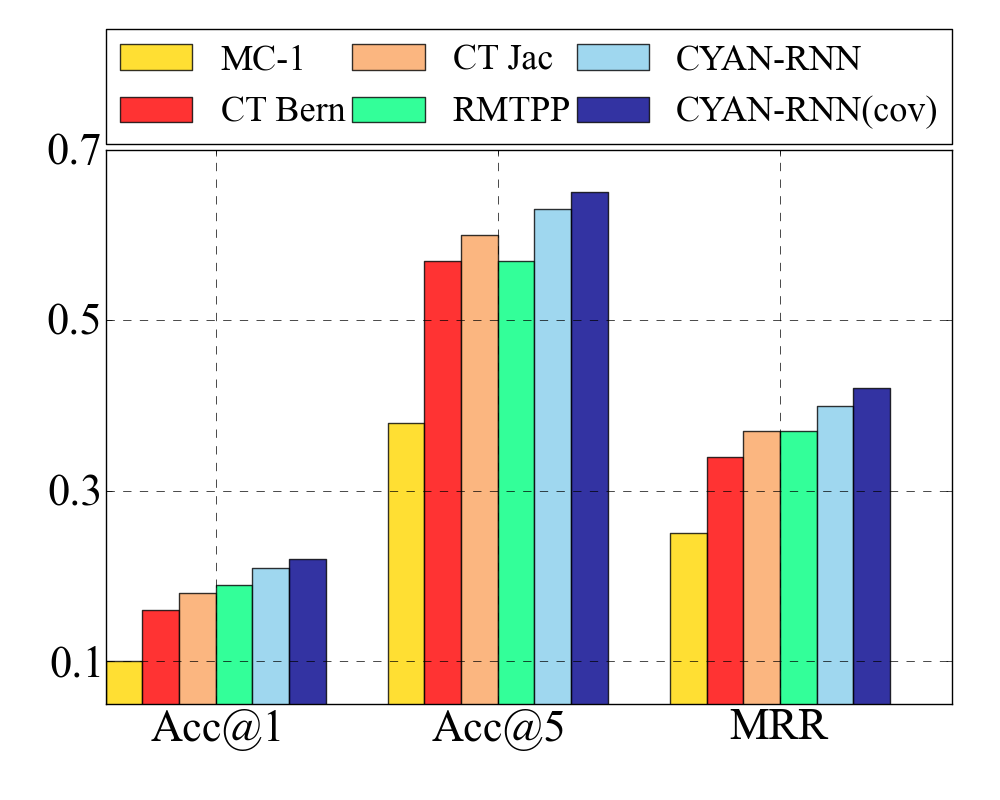 MC-1 CT Jac CYAN-RNN
CT Bern RMTPP CYAN-RNN(cov)
0.7
0.5
0.3
0.1
Acc@1 Acc@5 MRR